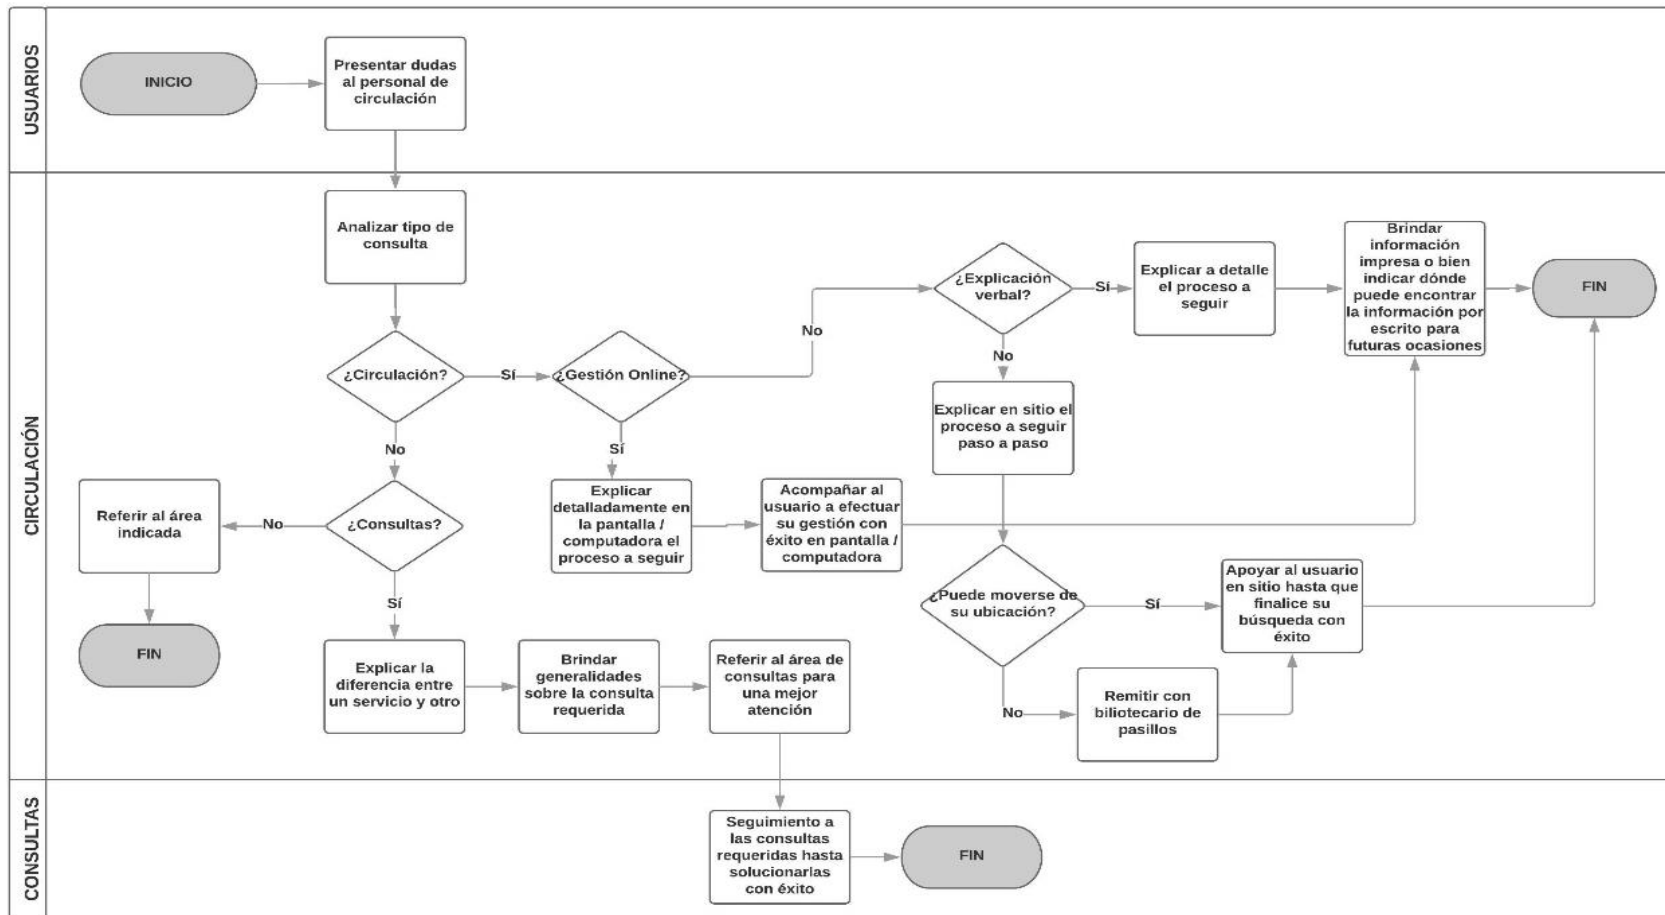 USUARIOS
INICIO
Presentar dudas
al personal de
circulación
CIRCULACIÓN
Analizar tipo de
consulta
¿Circulación?
Sí
¿Gestión Online?
No
¿Explicación
verbal?
Sí
Explicar a detalle
el proceso a
seguir
Brindar
información
impresa o bien
indicar dónde
puede encontrar
la información por
escrito para
futuras ocasiones
FIN
No
Explicar en sitio el
proceso a seguir
paso a paso
No
Sí
Explicar
detalladamente en
la pantalla /
computadora el
proceso a seguir
Acompañar al
usuario a efectuar
su gestión con
éxito en pantalla /
computadora
¿Consultas?
No
Referir al área
indicada
FIN
¿Puede moverse de
su ubicación?
Sí
Apoyar al usuario
en sitio hasta que
finalice su
búsqueda con
éxito
No
Remitir con
biliotecario de
pasillos
Sí
Explicar la
diferencia entre
un servicio y otro
Brindar
generalidades
sobre la consulta
requerida
Referir al área de
consultas para
una mejor
atención
CONSULTAS
Seguimiento a
las consultas
requeridas hasta
solucionarlas
con éxito
FIN